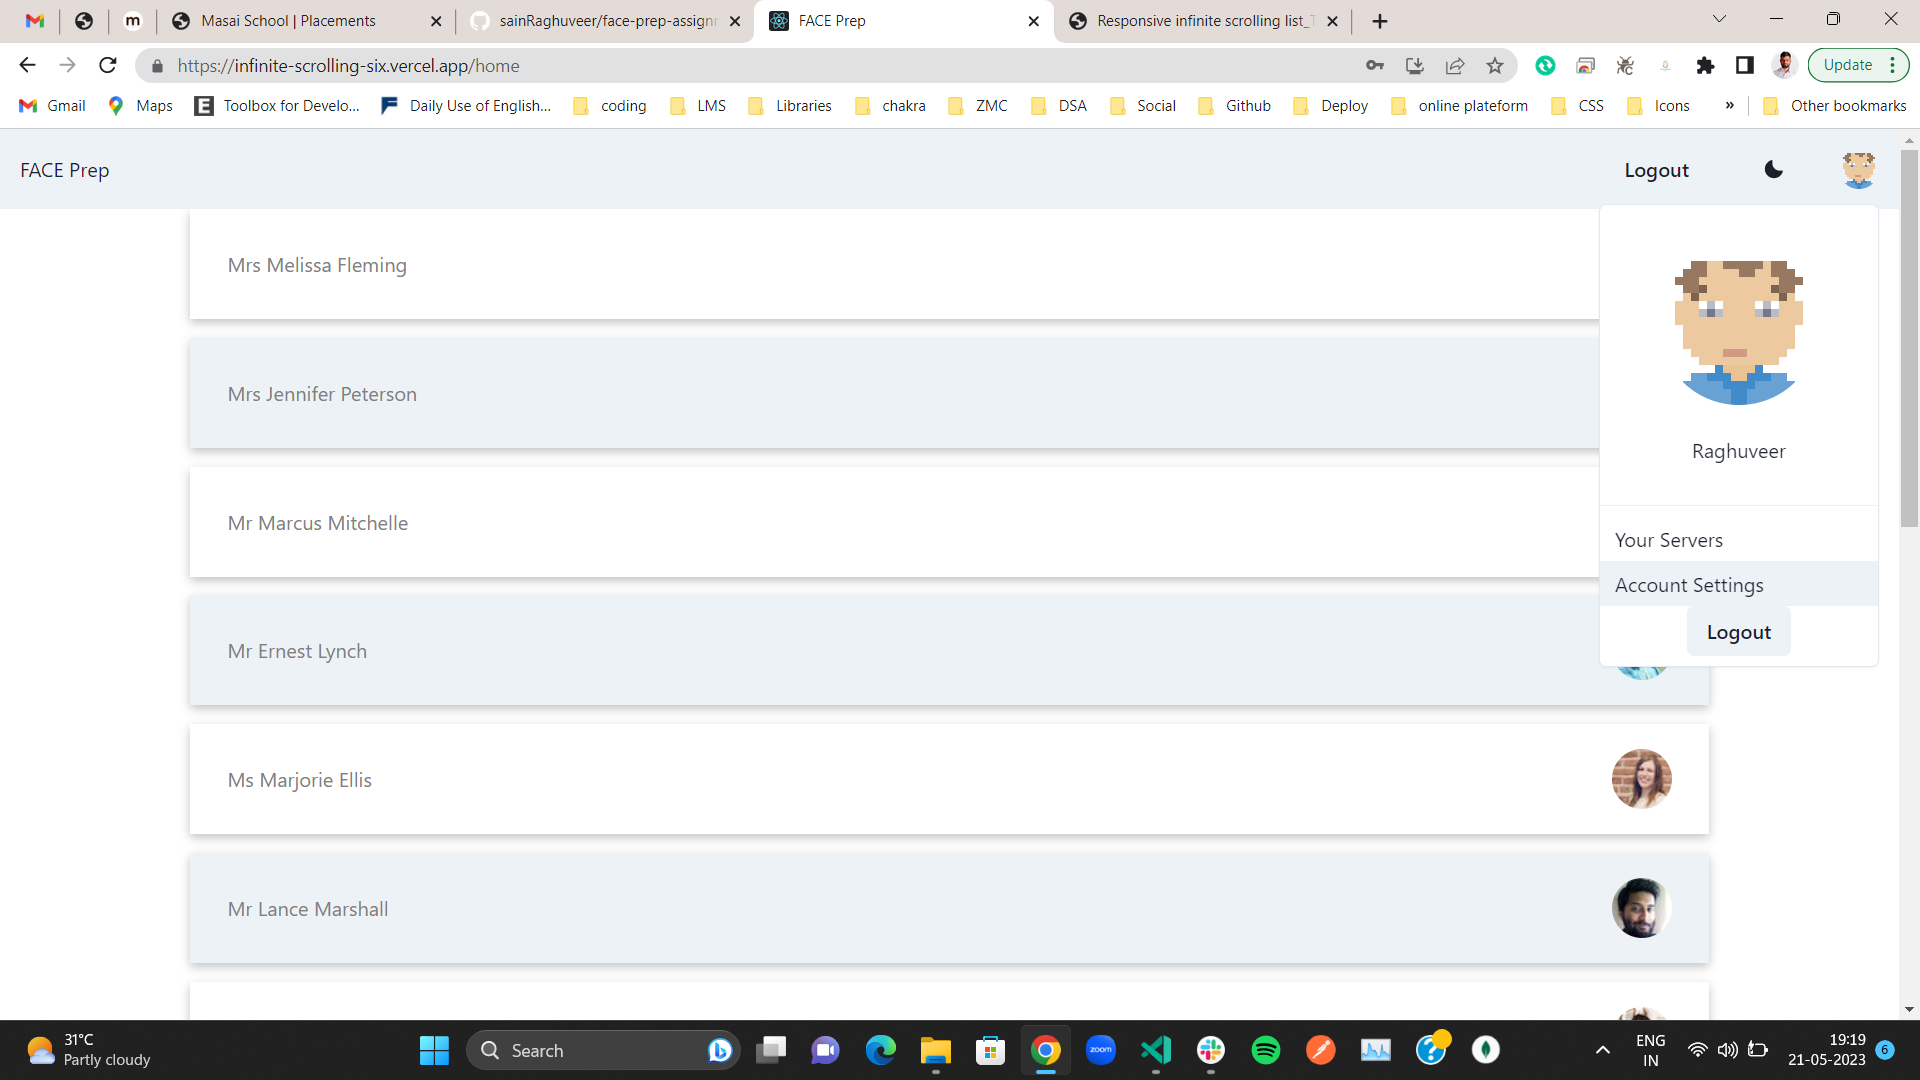 Masai School | Placements
sainRaghuveer/face-prep-assignm
FACE Prep
Responsive infinite scrolling list_
https://infinite-scrolling-six.vercel.app/home
Update
Gmail
Maps
Toolbox for Develo...
Daily Use of English...
coding
LMS
Libraries
chakra
ZMC
DSA
Social
Github
Deploy
online plateform
CSS
Icons
»
Other bookmarks
FACE Prep
Logout
Mrs Melissa Fleming
Mrs Jennifer Peterson
Mr Marcus Mitchelle
Mr Ernest Lynch
Ms Marjorie Ellis
Mr Lance Marshall
Raghuveer
Your Servers
Account Settings
Logout
31°C
Partly cloudy
Search
zoom
ENG
IN
19:19
21-05-2023
6